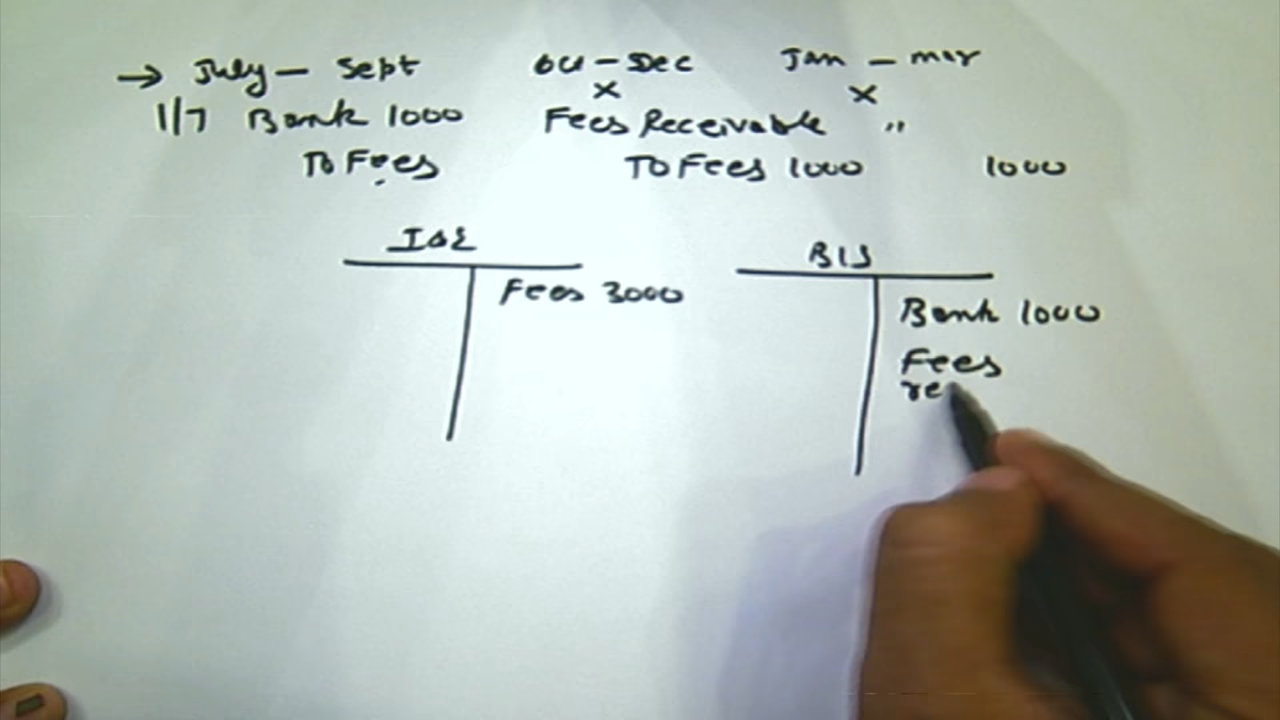 → July - Sept Oct - Dec Jan - mar
x x
1/7 Bank 1000 Fees Receivable "
To Fees To Fees 1000 1000
I&E B/S
Fees 3000
Bank 1000
Fees
re